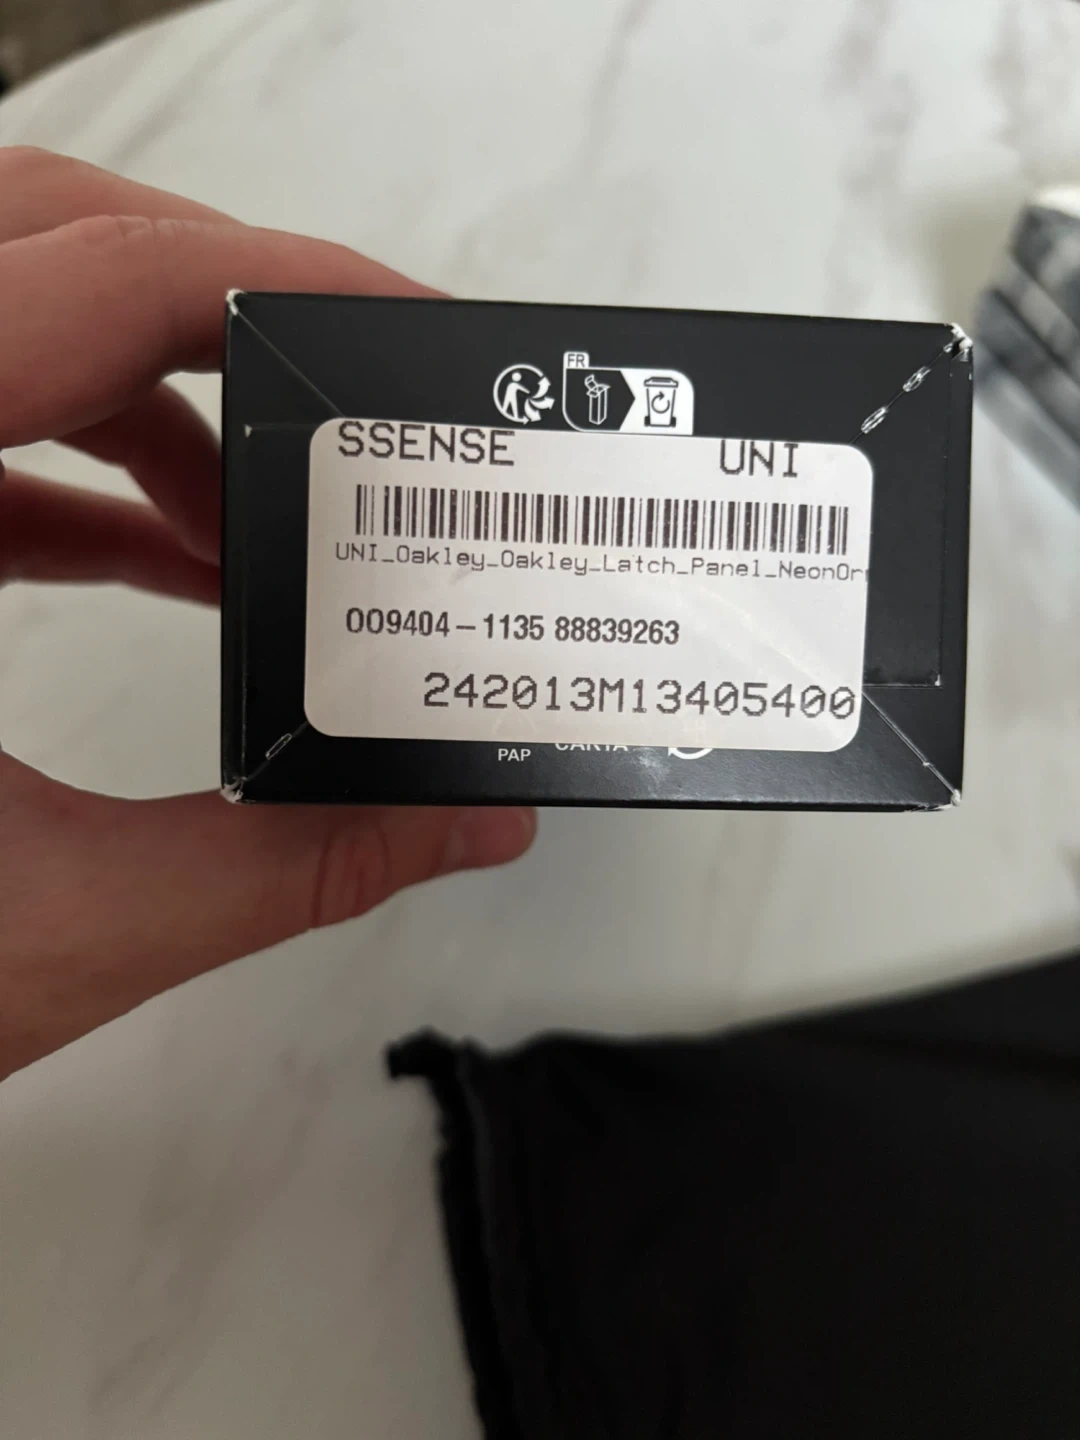 FR
SSENSE UNI
UNI_Oakley_Oakley_Latch_Panel_NeonOr
OO9404-1135 88839263
242013M13405400
PAP CARTA